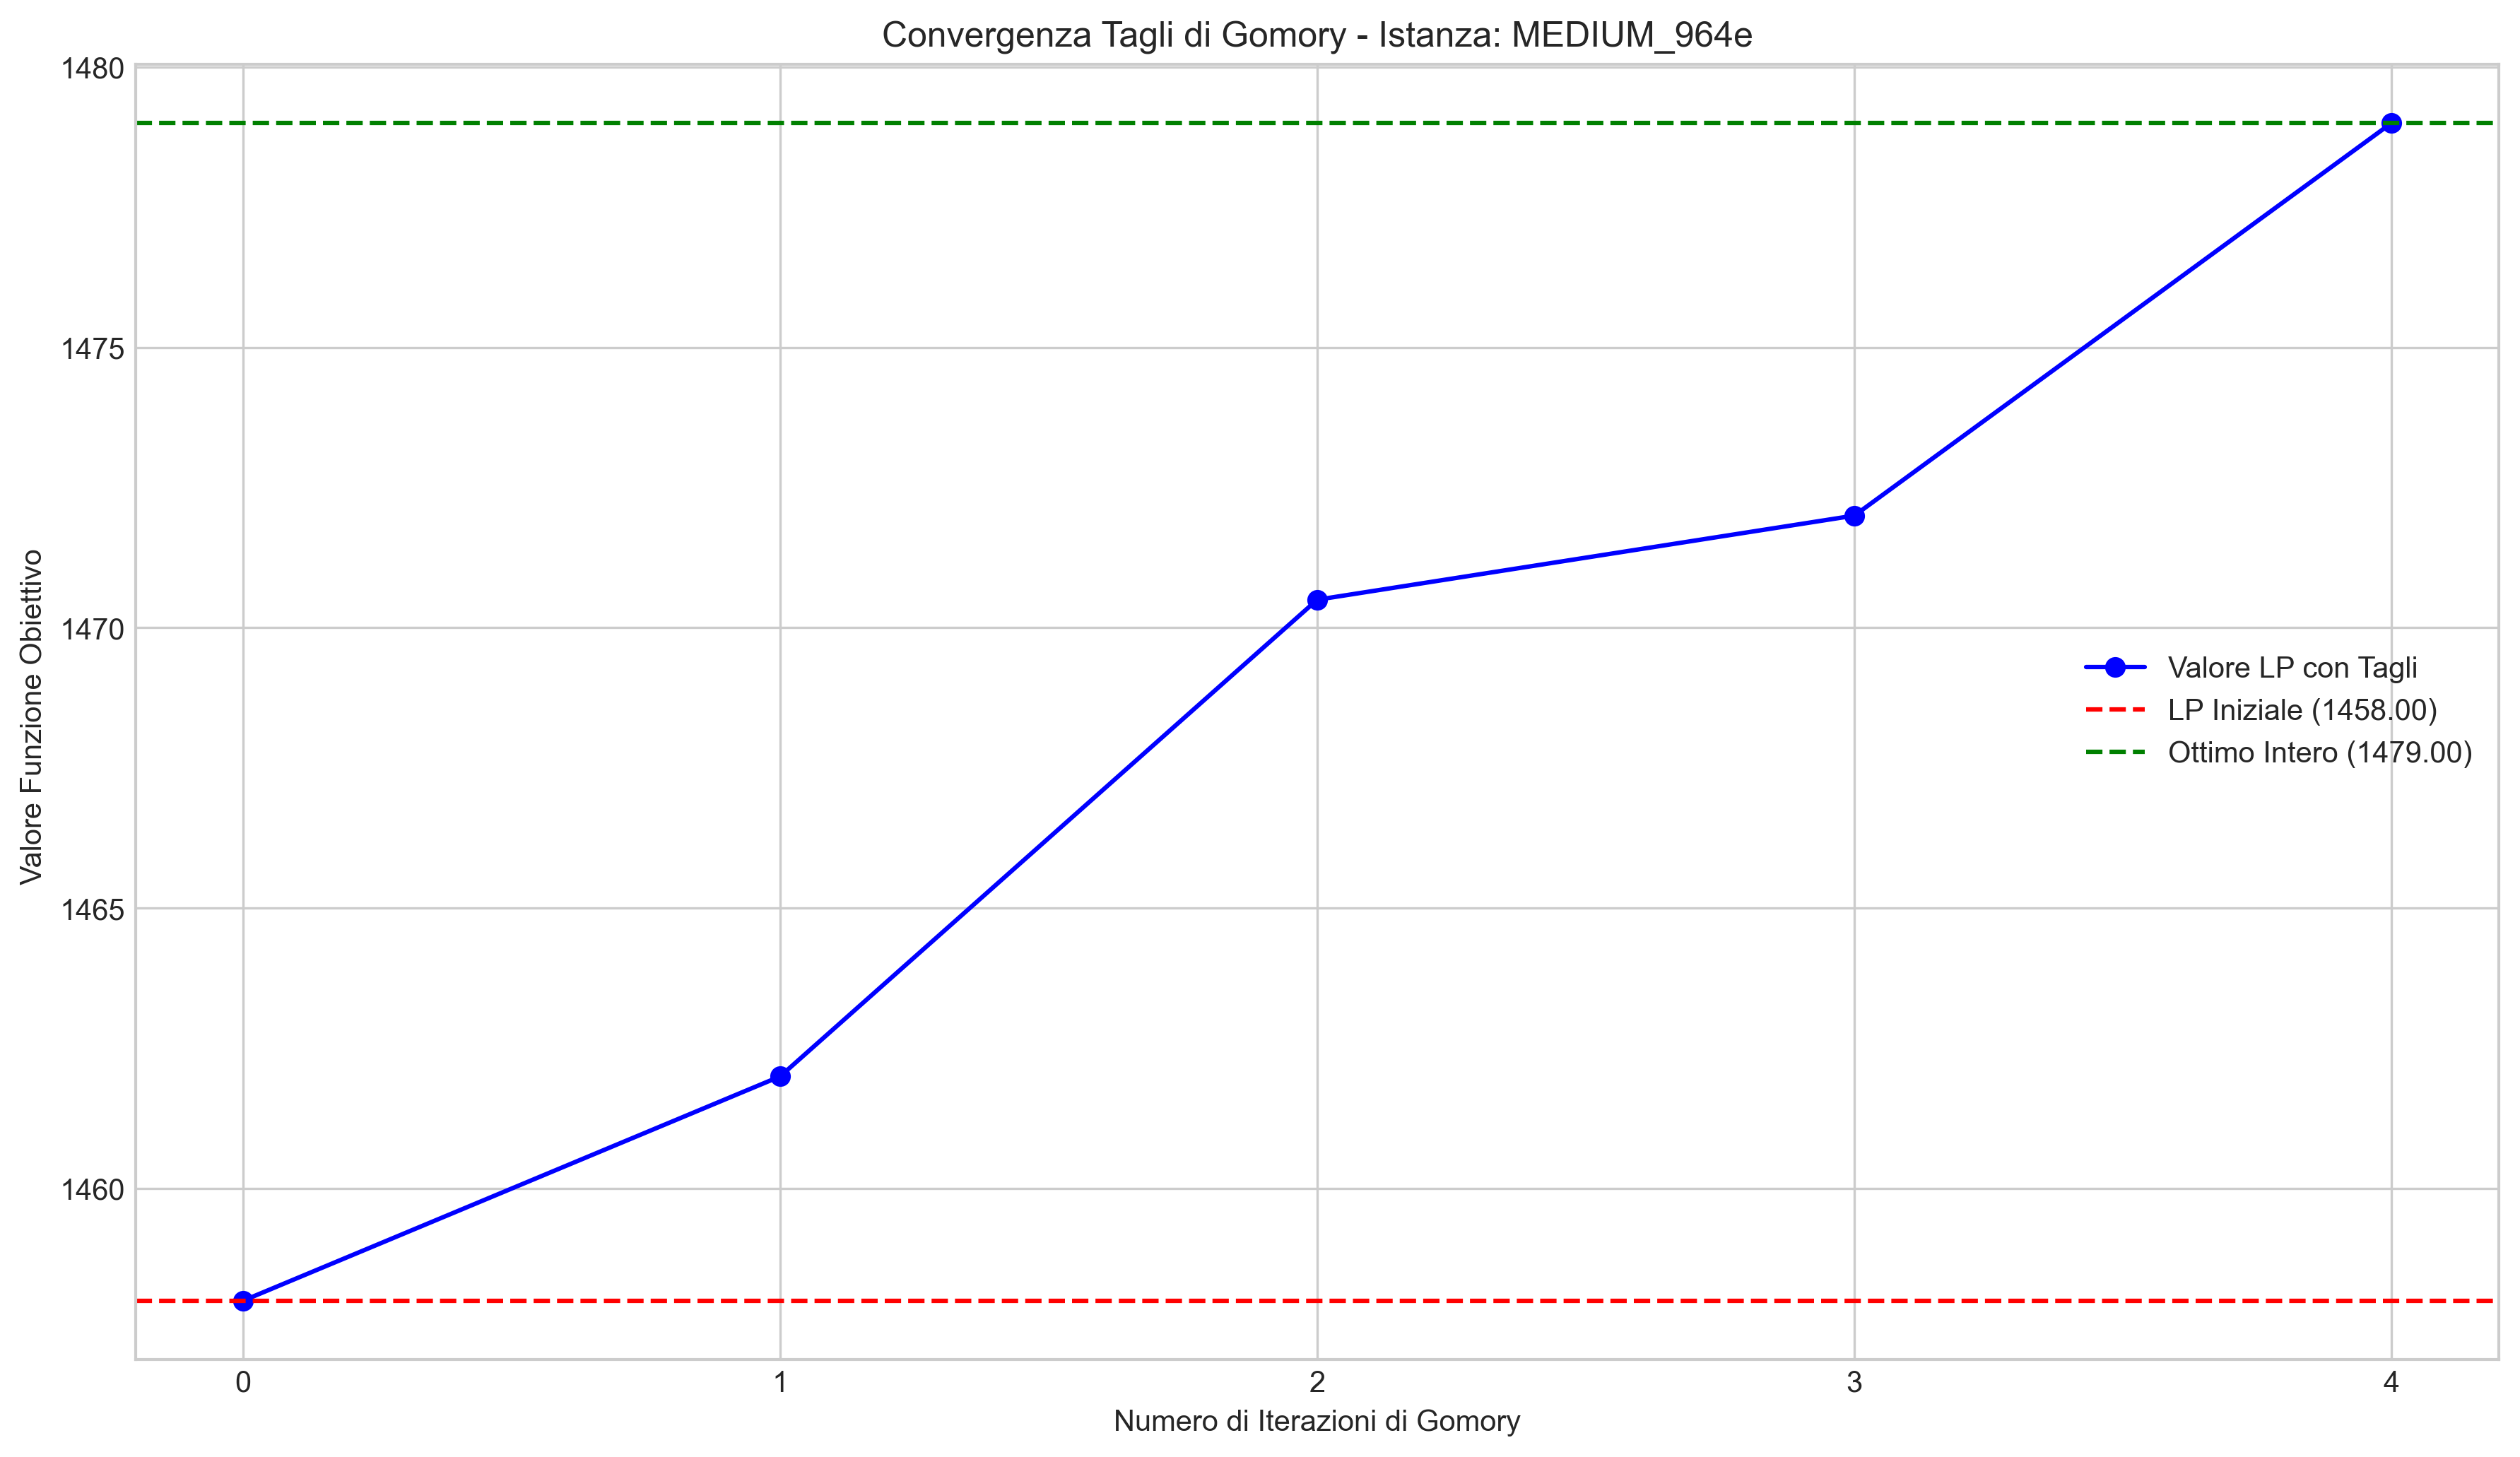 Convergenza Tagli di Gomory - Istanza: MEDIUM_964e
Valore Funzione Obiettivo
1480
1475
1470
1465
1460
Valore LP con Tagli
LP Iniziale (1458.00)
Ottimo Intero (1479.00)
0 1 2 3 4
Numero di Iterazioni di Gomory